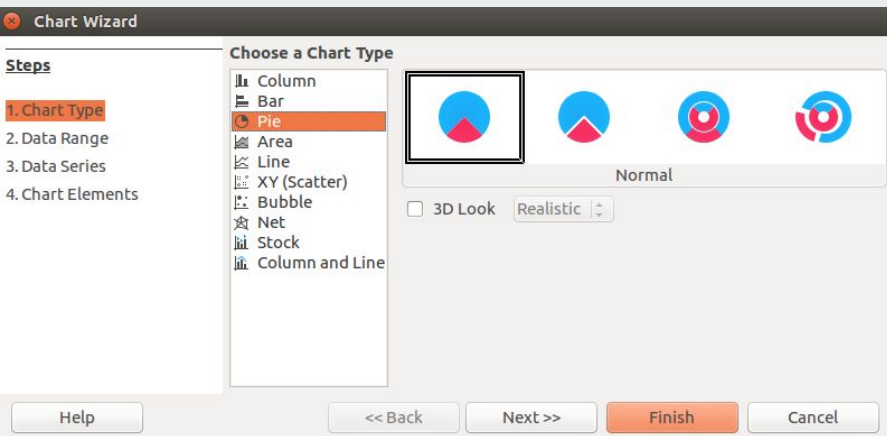 Chart Wizard
Steps
1. Chart Type
2. Data Range
3. Data Series
4. Chart Elements
Choose a Chart Type
Column
Bar
Pie
Area
Line
XY (Scatter)
Bubble
Net
Stock
Column and Line
Normal
3D Look Realistic
Help << Back Next >> Finish Cancel